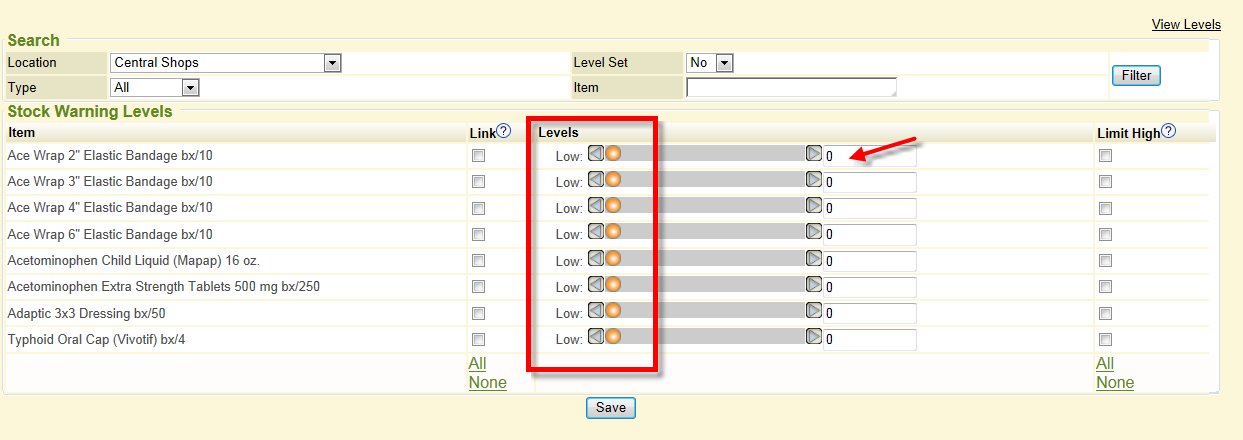 View Levels
Search
Location Central Shops Level Set No
Filter
Type All Item
Stock Warning Levels
Item Link? Levels Limit High?
Ace Wrap 2" Elastic Bandage bx/10 Low: 0
Ace Wrap 3" Elastic Bandage bx/10 Low: 0
Ace Wrap 4" Elastic Bandage bx/10 Low: 0
Ace Wrap 6" Elastic Bandage bx/10 Low: 0
Acetominophen Child Liquid (Mapap) 16 oz. Low: 0
Acetominophen Extra Strength Tablets 500 mg bx/250 Low: 0
Adaptic 3x3 Dressing bx/50 Low: 0
Typhoid Oral Cap (Vivotif) bx/4 Low: 0
All All
None None
Save